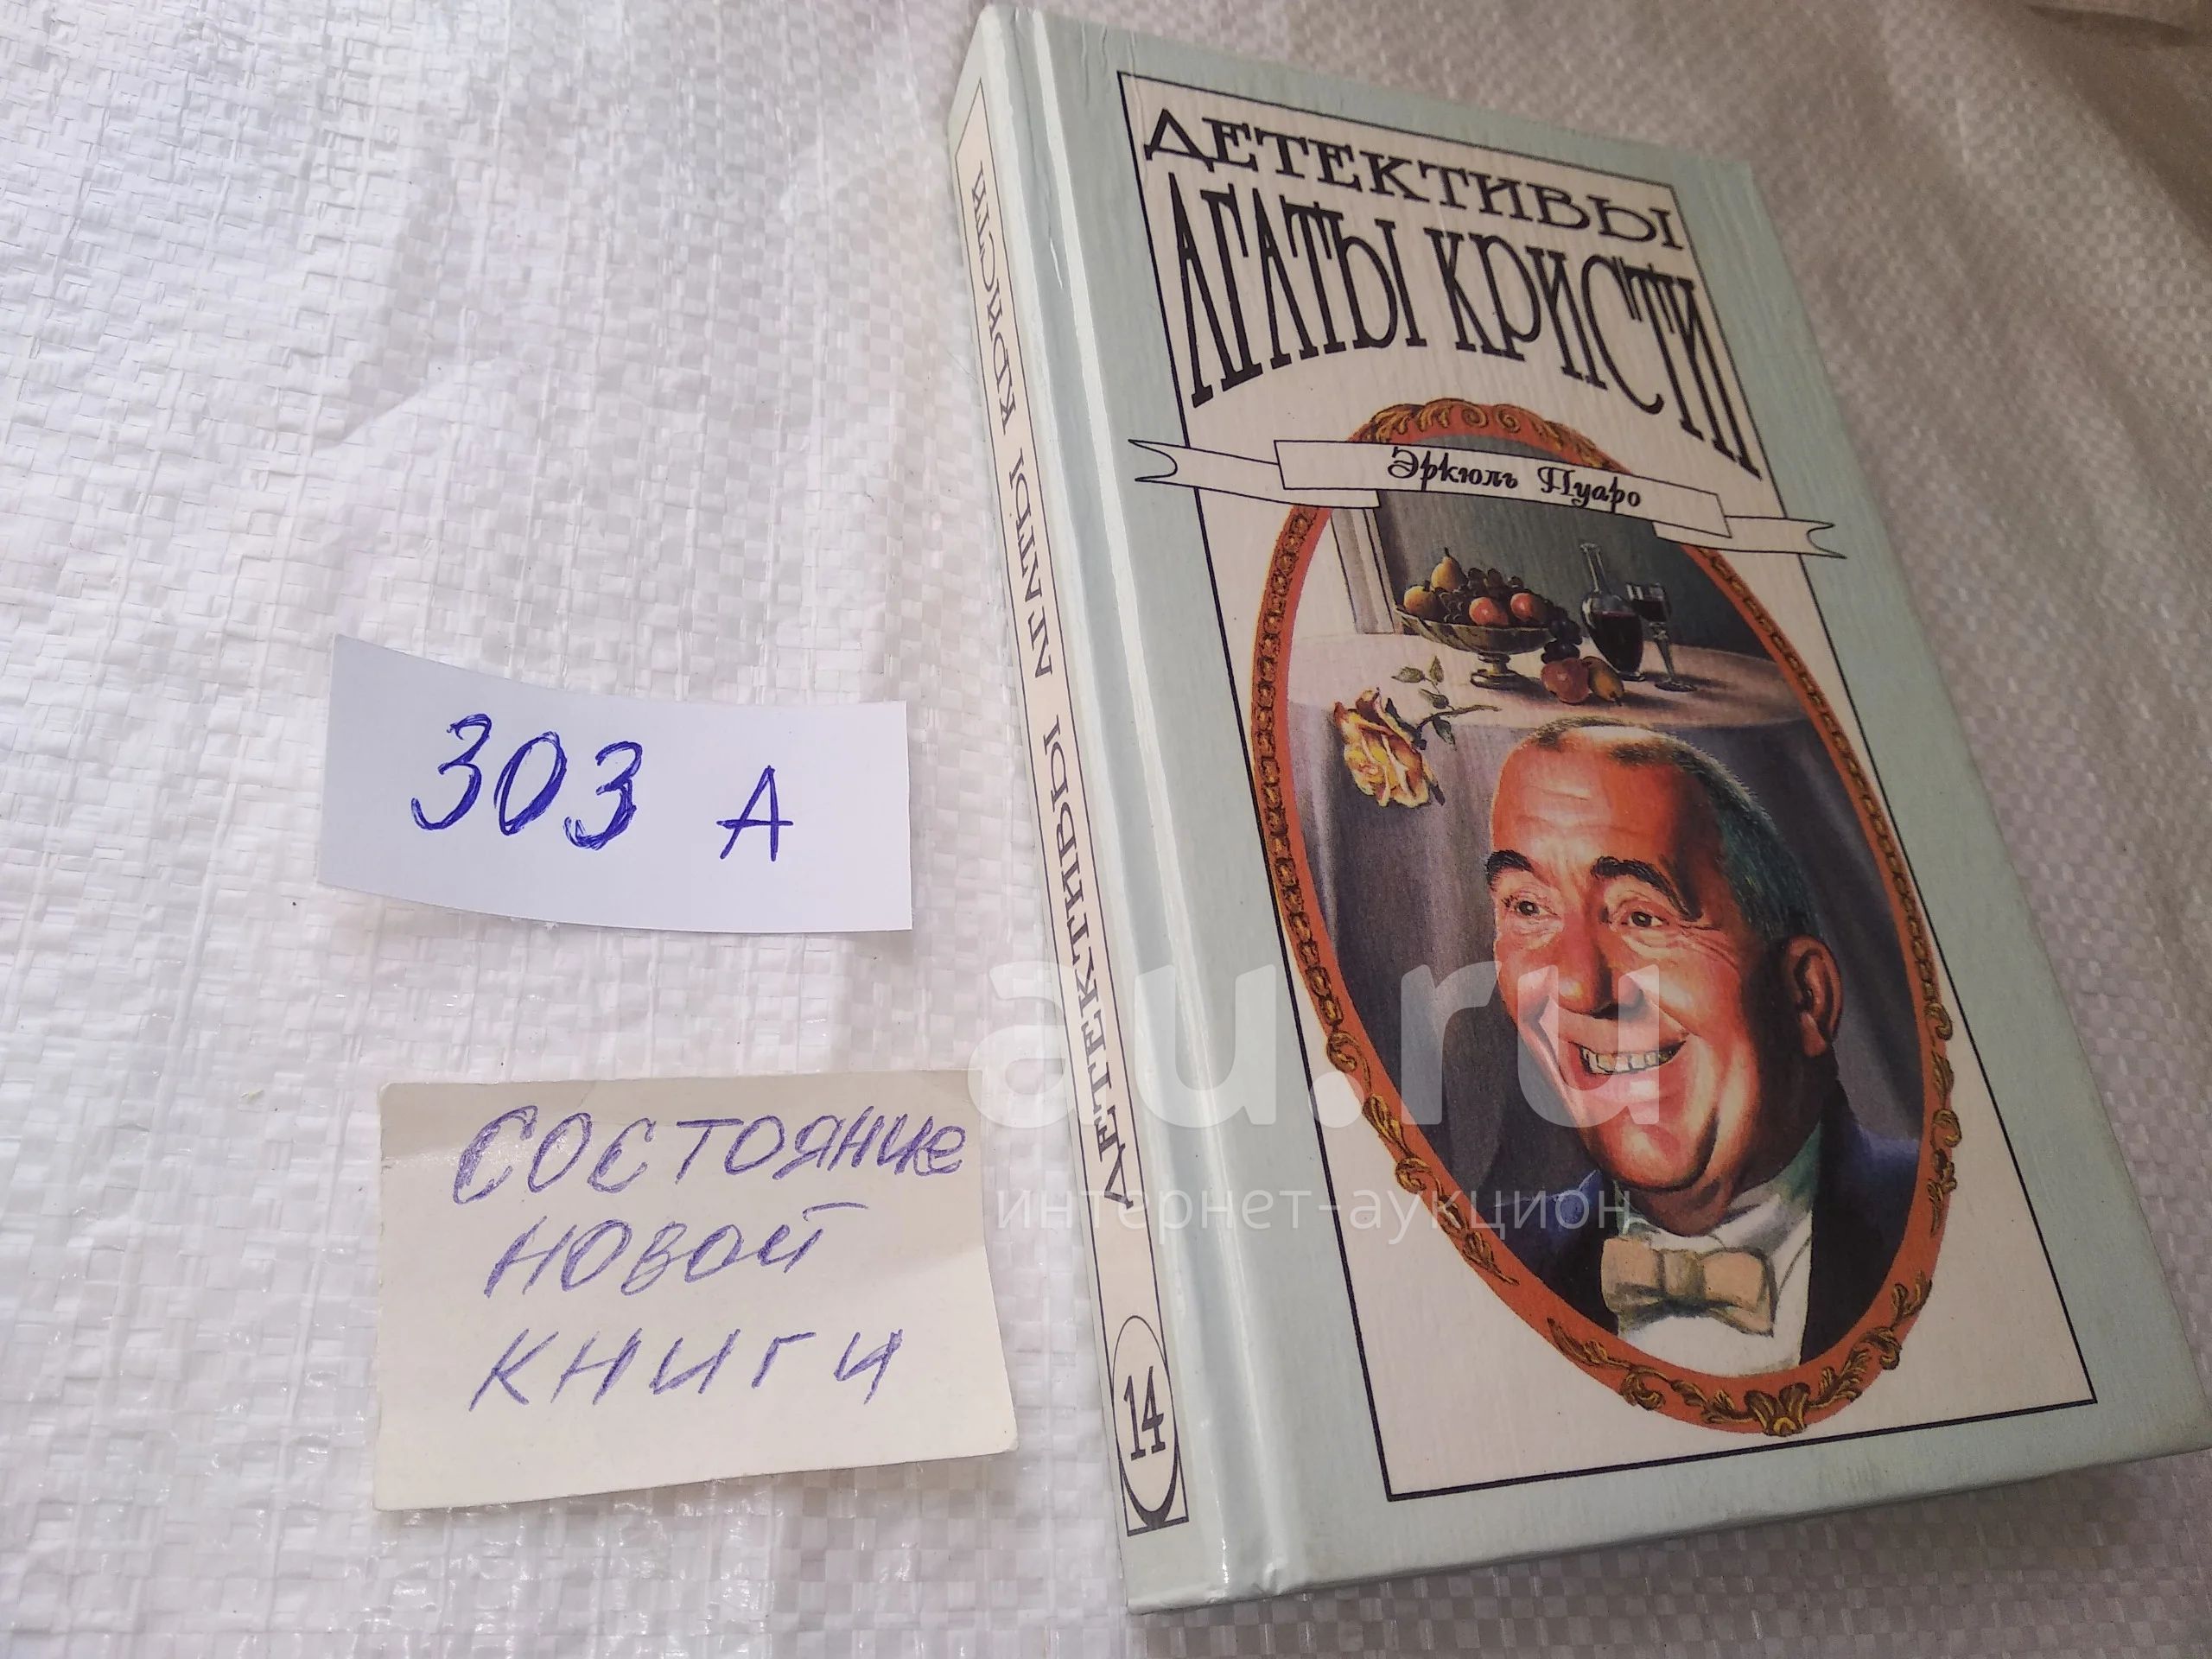 ДЕТЕКТИВЫ
АГАТЫ КРИСТИ
Эркюль Пуаро
ДЕТЕКТИВЫ АГАТЫ КРИСТИ
14
303 А
СОСТОЯНИЕ
НОВОЙ
КНИГИ
au.ru
интернет-аукцион